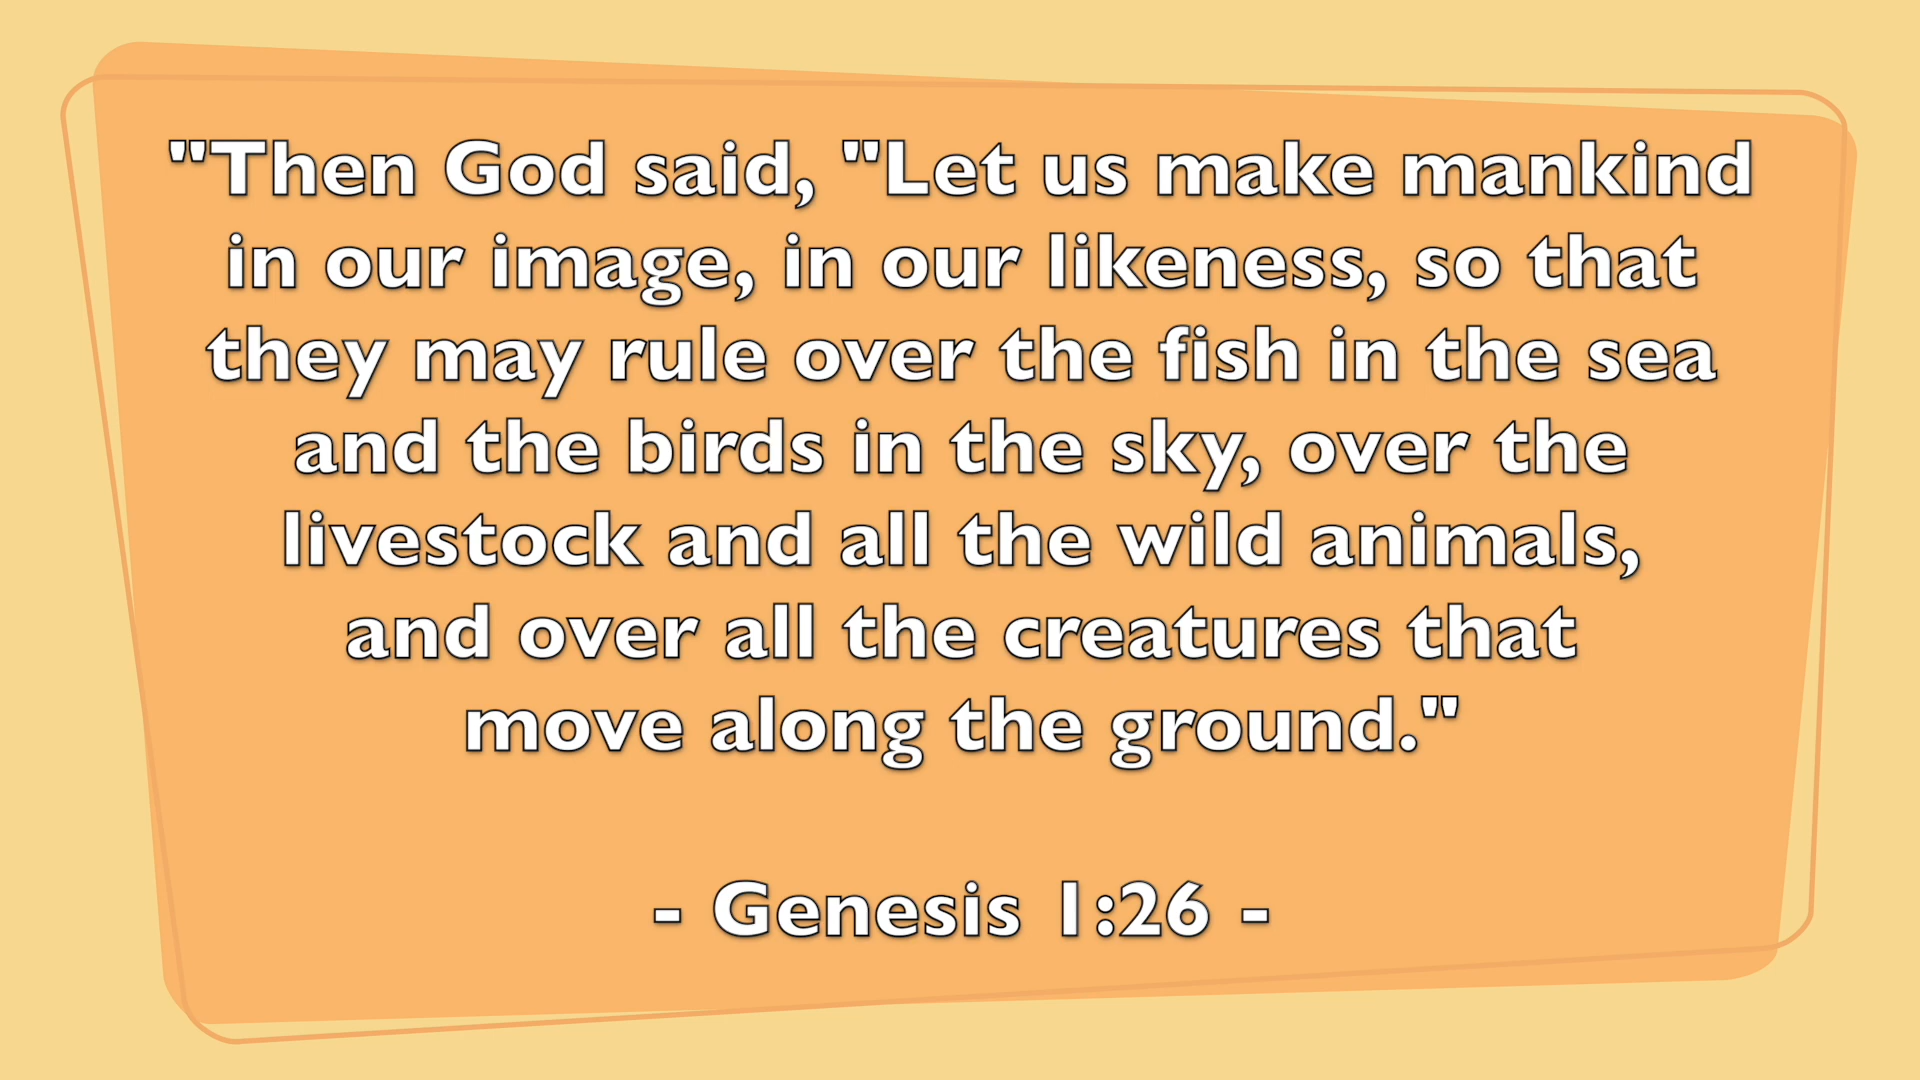 "Then God said, "Let us make mankind
in our image, in our likeness, so that
they may rule over the fish in the sea
and the birds in the sky, over the
livestock and all the wild animals,
and over all the creatures that
move along the ground."
- Genesis 1:26 -